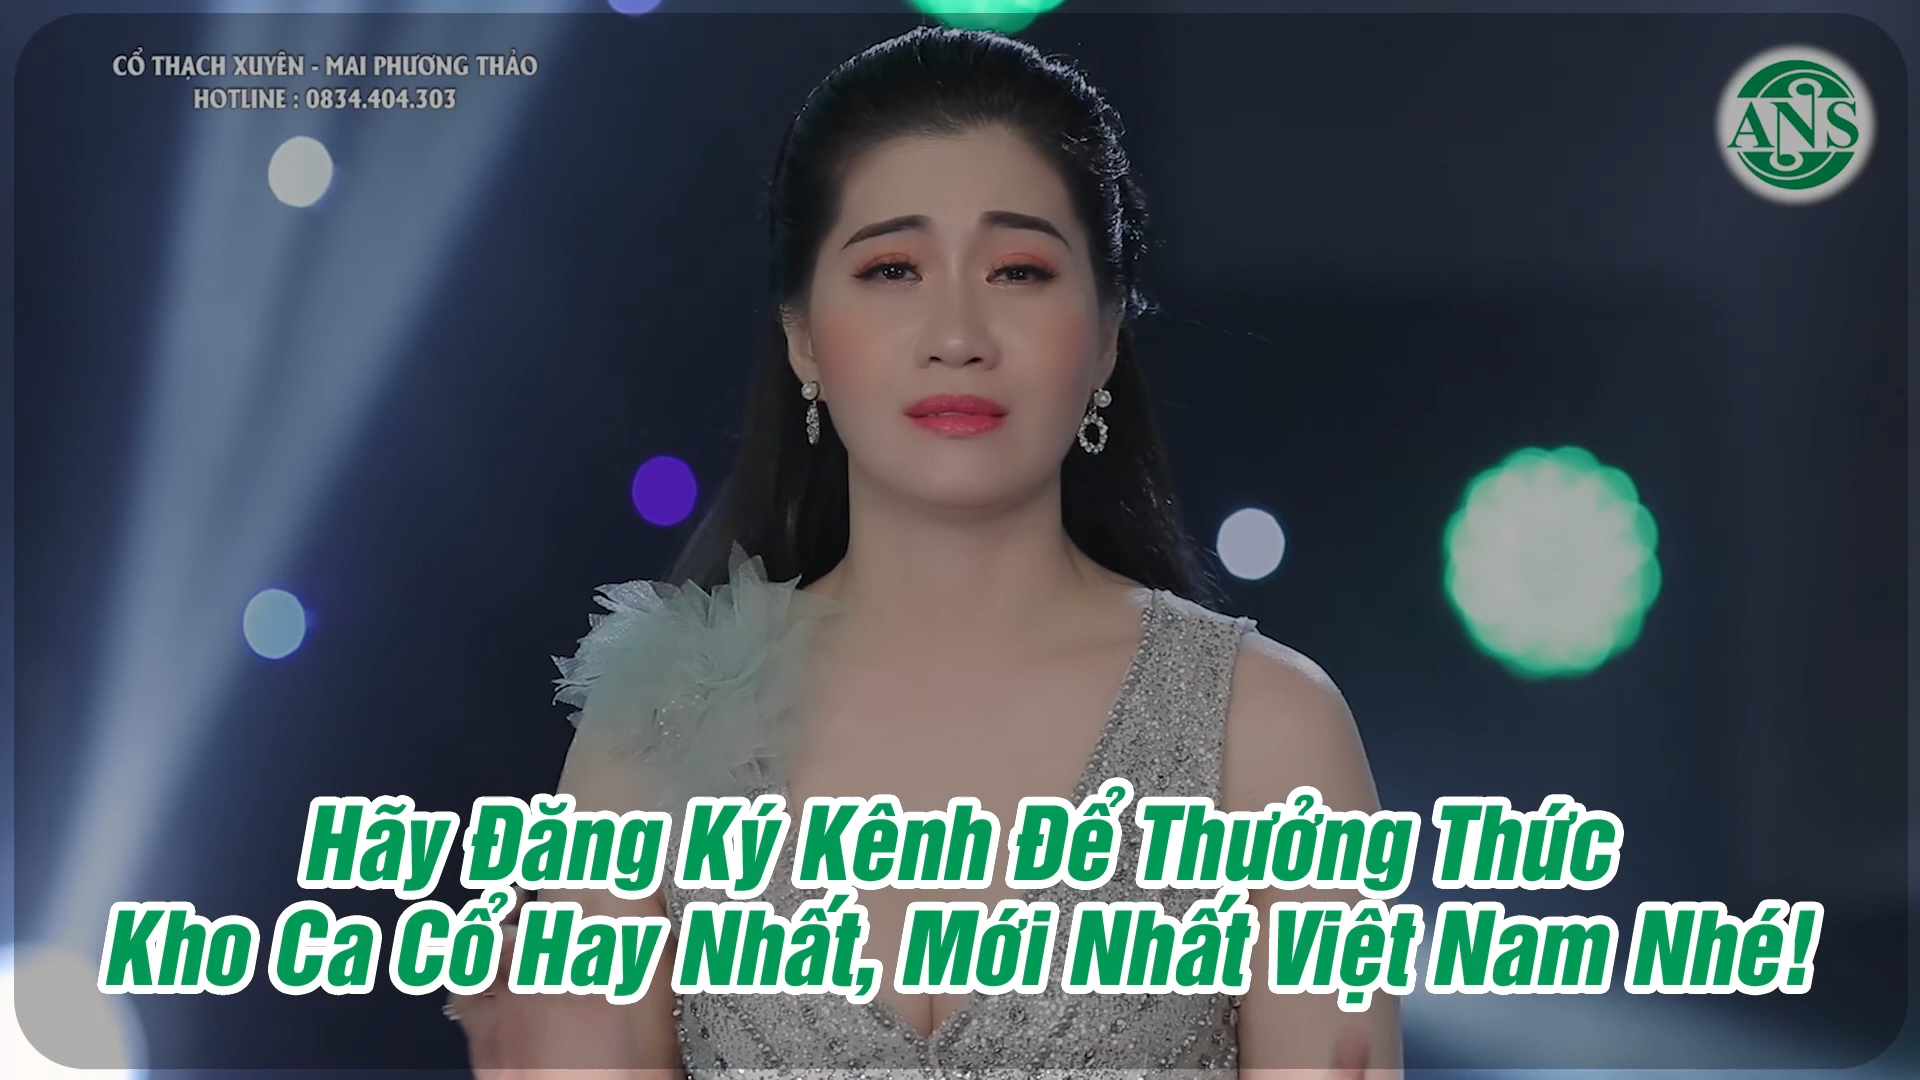 CỔ THẠCH XUYÊN - MAI PHƯƠNG THẢO
HOTLINE : 0834.404.303
ANS
Hãy Đăng Ký Kênh Để Thưởng Thức
Kho Ca Cổ Hay Nhất, Mới Nhất Việt Nam Nhé!